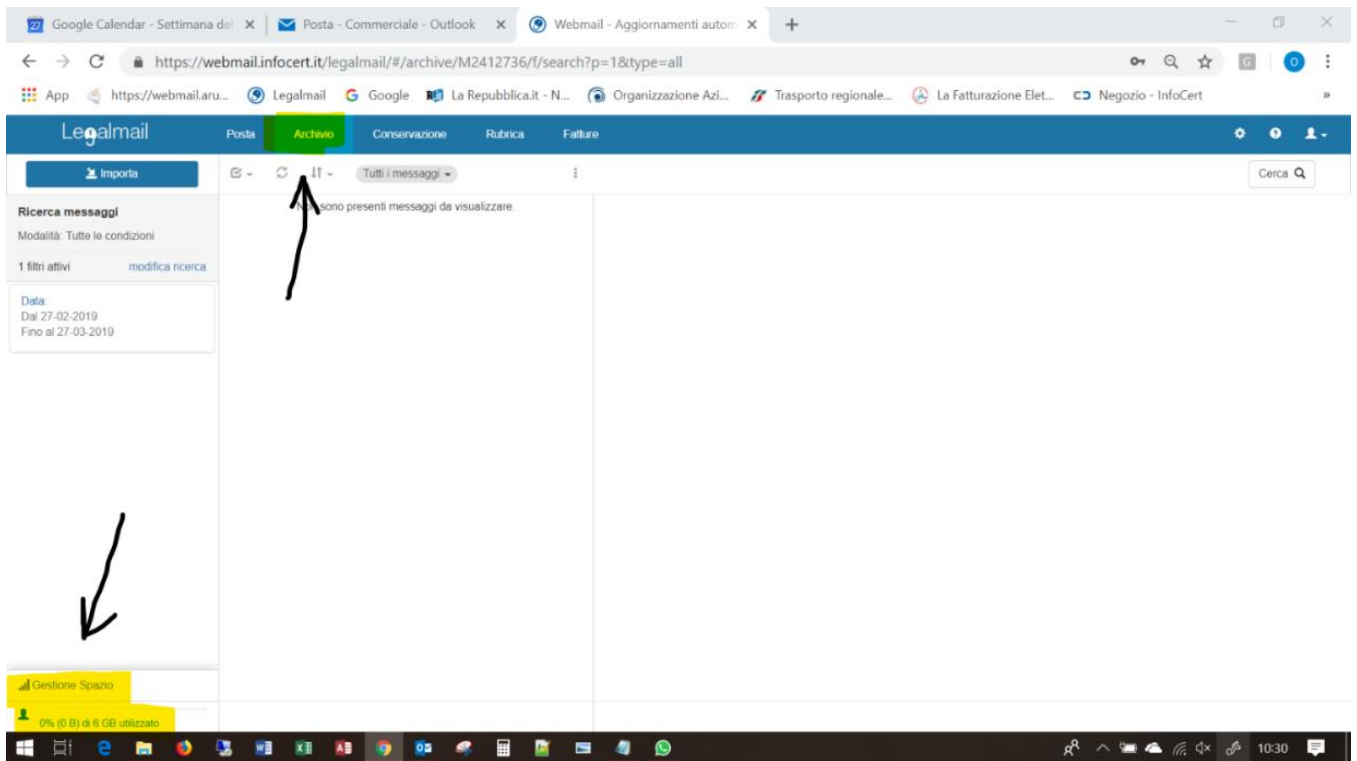 27 Google Calendar - Settimana del
Posta - Commerciale - Outlook
Webmail - Aggiornamenti autom
https://webmail.infocert.it/legalmail/#/archive/M2412736/f/search?p=1&type=all
G
O
App
https://webmail.aru...
Legalmail
G Google
La Repubblica.it - N...
Organizzazione Azi...
Trasporto regionale...
La Fatturazione Elet...
Negozio - InfoCert
Legalmail
Posta
Archivio
Conservazione
Rubrica
Fatture
Importa
Tutti i messaggi
Cerca
Ricerca messaggi
sono presenti messaggi da visualizzare.
Modalità: Tutte le condizioni
1 filtri attivi
modifica ricerca
Data:
Dal 27-02-2019
Fino al 27-03-2019
Gestione Spazio
0% (0 B) di 6 GB utilizzato
10:30